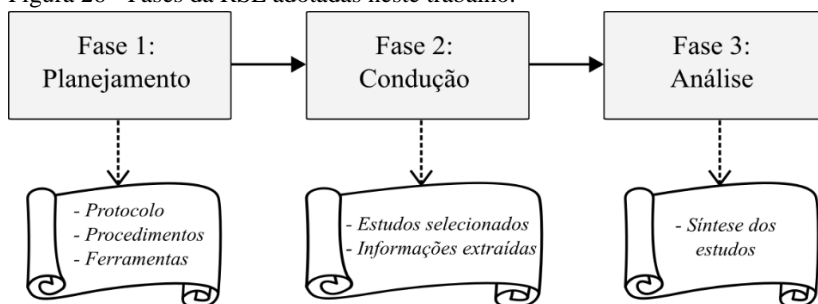 Figura 26 - Fases da RSL adotadas neste trabalho.
Fase 1:
Planejamento
Fase 2:
Condução
Fase 3:
Análise
- Protocolo
- Procedimentos
- Ferramentas
- Estudos selecionados
- Informações extraídas
- Síntese dos
estudos